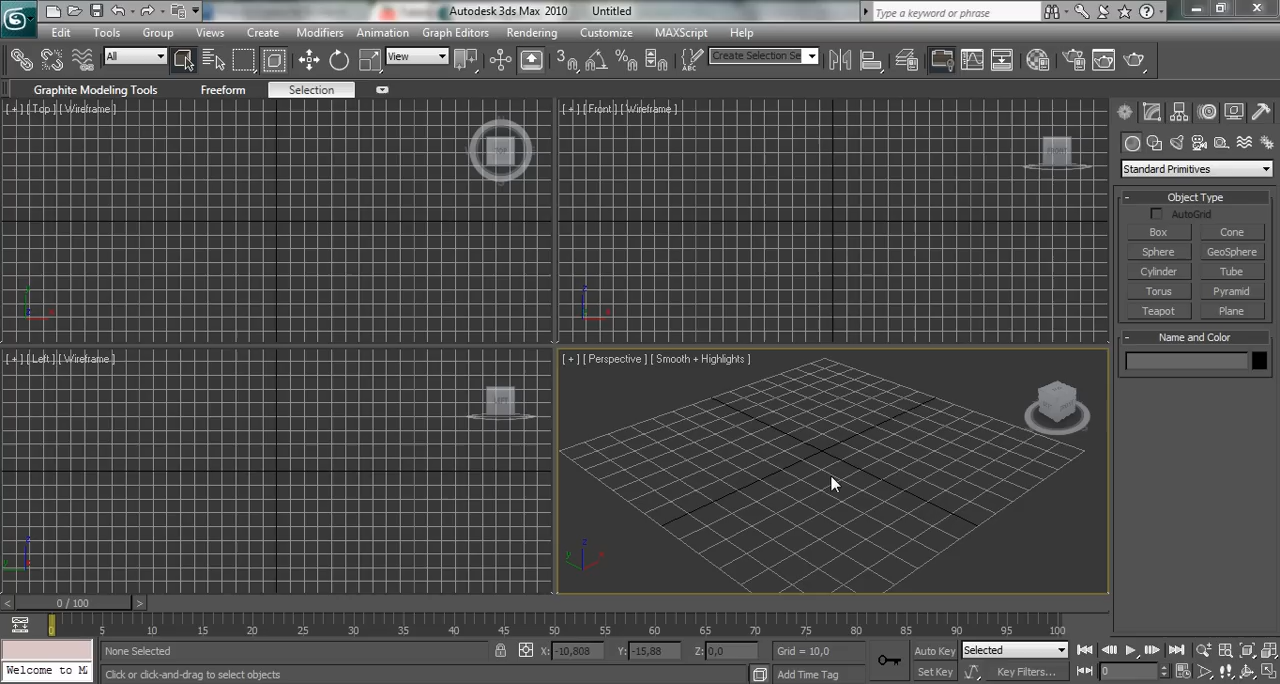 Autodesk 3ds Max 2010 Untitled
Type a keyword or phrase
Edit Tools Group Views Create Modifiers Animation Graph Editors Rendering Customize MAXScript Help
All View Create Selection Se
Graphite Modeling Tools Freeform Selection
[ + ] [ Top ] [ Wireframe ]
TOP
[ + ] [ Front ] [ Wireframe ]
FRONT
Standard Primitives
- Object Type
AutoGrid
Box Cone
Sphere GeoSphere
Cylinder Tube
Torus Pyramid
Teapot Plane
- Name and Color
[ + ] [ Left ] [ Wireframe ]
LEFT
[ + ] [ Perspective ] [ Smooth + Highlights ]
< 0 / 100 >
0 5 10 15 20 25 30 35 40 45 50 55 60 65 70 75 80 85 90 95 100
None Selected X: -10,808 Y: -15,88 Z: 0,0 Grid = 10,0 Auto Key Selected
Welcome to M Click or click-and-drag to select objects Add Time Tag Set Key Key Filters... 0